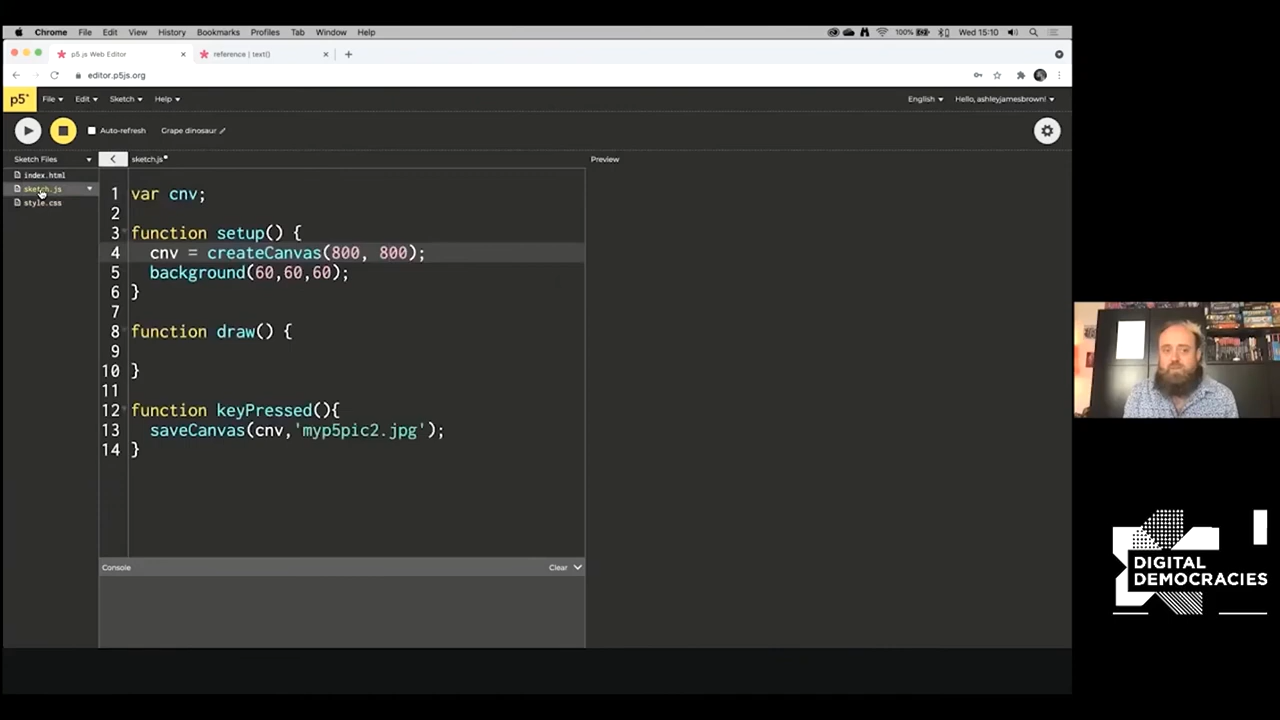 Chrome File Edit View History Bookmarks Profiles Tab Window Help 100% Wed 15:10
p5.js Web Editor reference | text()
editor.p5js.org
p5* File Edit Sketch Help English Hello, ashleyjamesbrown!
Auto-refresh Grape dinosaur
Sketch Files sketch.js Preview
index.html
sketch.js
style.css
1 var cnv;
2
3 function setup() {
4 cnv = createCanvas(800, 800);
5 background(60,60,60);
6 }
7
8 function draw() {
9
10 }
11
12 function keyPressed(){
13 saveCanvas(cnv,'myp5pic2.jpg');
14 }
Console Clear
DIGITAL
DEMOCRACIES